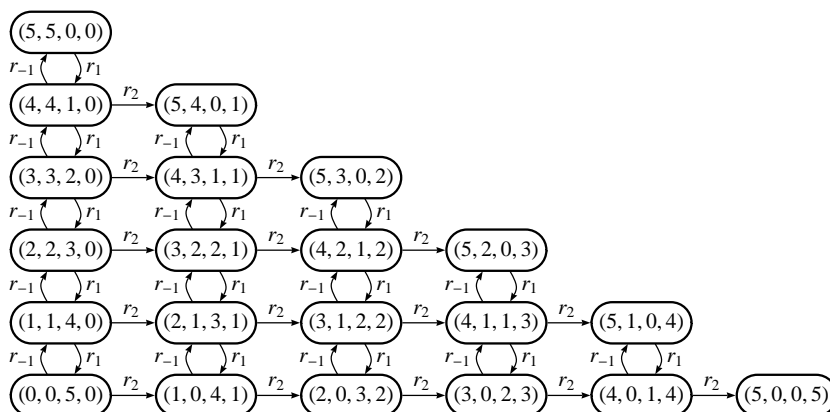 (5, 5, 0, 0)
r₋₁ r₁
(4, 4, 1, 0) r₂ (5, 4, 0, 1)
r₋₁ r₁ r₋₁ r₁
(3, 3, 2, 0) r₂ (4, 3, 1, 1) r₂ (5, 3, 0, 2)
r₋₁ r₁ r₋₁ r₁ r₋₁ r₁
(2, 2, 3, 0) r₂ (3, 2, 2, 1) r₂ (4, 2, 1, 2) r₂ (5, 2, 0, 3)
r₋₁ r₁ r₋₁ r₁ r₋₁ r₁ r₋₁ r₁
(1, 1, 4, 0) r₂ (2, 1, 3, 1) r₂ (3, 1, 2, 2) r₂ (4, 1, 1, 3) r₂ (5, 1, 0, 4)
r₋₁ r₁ r₋₁ r₁ r₋₁ r₁ r₋₁ r₁ r₋₁ r₁
(0, 0, 5, 0) r₂ (1, 0, 4, 1) r₂ (2, 0, 3, 2) r₂ (3, 0, 2, 3) r₂ (4, 0, 1, 4) r₂ (5, 0, 0, 5)